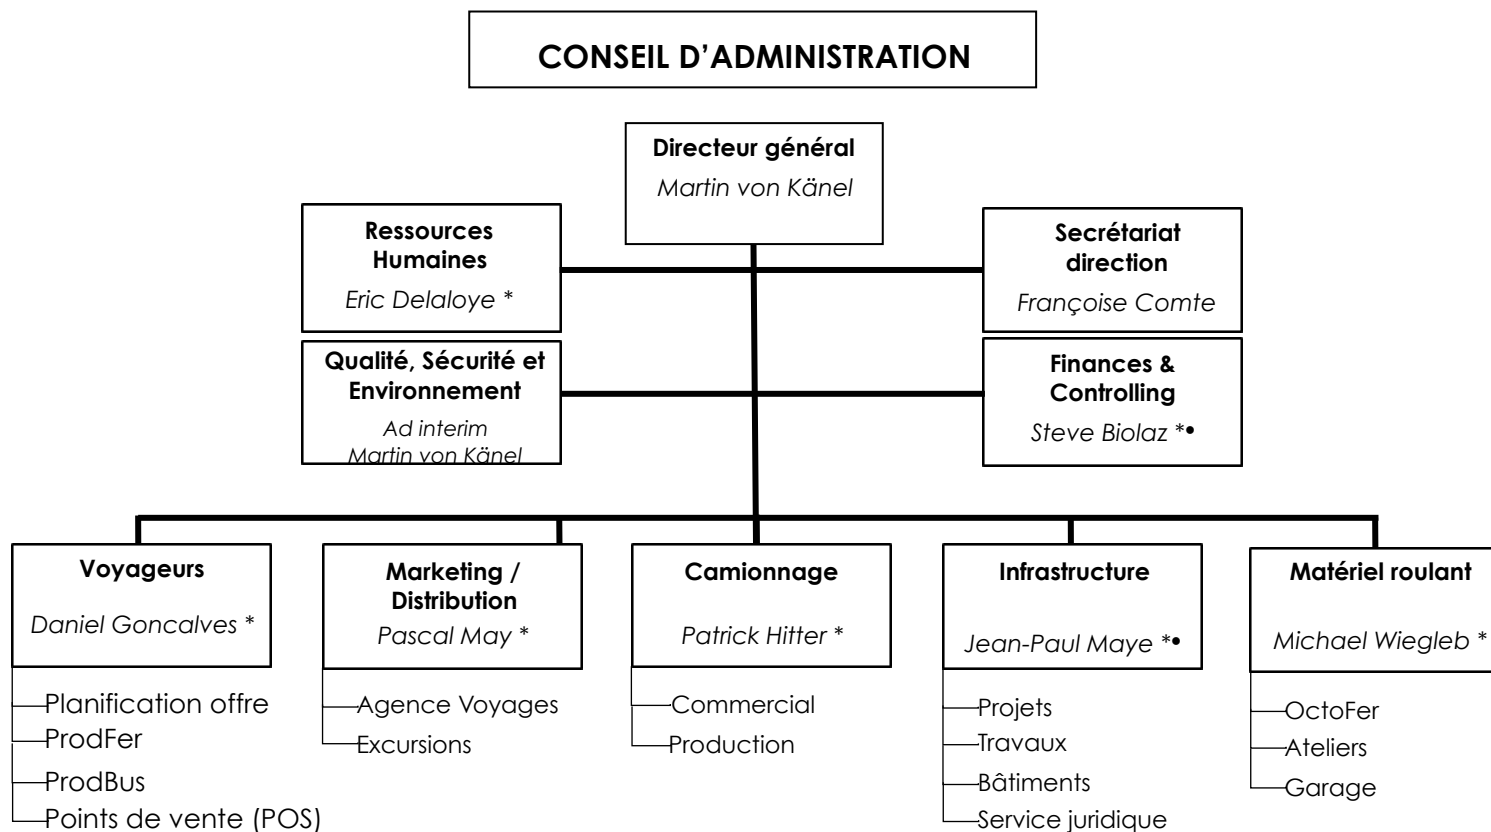 CONSEIL D’ADMINISTRATION
Directeur général
Martin von Känel
Ressources
Humaines
Eric Delaloye *
Secrétariat
direction
Françoise Comte
Qualité, Sécurité et
Environnement
Ad interim
Martin von Känel
Finances &
Controlling
Steve Biolaz *•
Voyageurs
Daniel Goncalves *
Planification offre
ProdFer
ProdBus
Points de vente (POS)
Marketing /
Distribution
Pascal May *
Agence Voyages
Excursions
Camionnage
Patrick Hitter *
Commercial
Production
Infrastructure
Jean-Paul Maye *•
Projets
Travaux
Bâtiments
Service juridique
Matériel roulant
Michael Wiegleb *
OctoFer
Ateliers
Garage